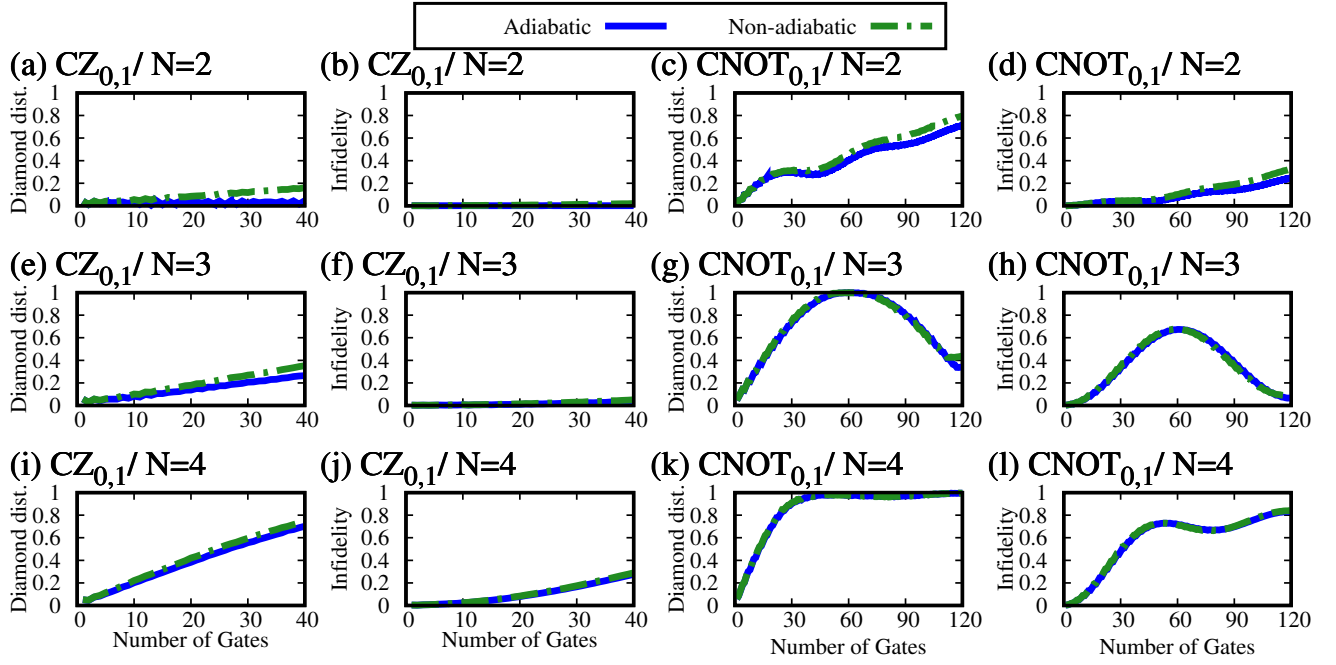 Adiabatic Non-adiabatic
(a) CZ0,1/ N=2 (b) CZ0,1/ N=2 (c) CNOT0,1/ N=2 (d) CNOT0,1/ N=2
Diamond dist. Infidelity Diamond dist. Infidelity
1 1 1 1
0.8 0.8 0.8 0.8
0.6 0.6 0.6 0.6
0.4 0.4 0.4 0.4
0.2 0.2 0.2 0.2
0 0 0 0
10 20 30 40 10 20 30 40 0 30 60 90 120 0 30 60 90 120
(e) CZ0,1/ N=3 (f) CZ0,1/ N=3 (g) CNOT0,1/ N=3 (h) CNOT0,1/ N=3
Diamond dist. Infidelity Diamond dist. Infidelity
1 1 1 1
0.8 0.8 0.8 0.8
0.6 0.6 0.6 0.6
0.4 0.4 0.4 0.4
0.2 0.2 0.2 0.2
0 0 0 0
10 20 30 40 10 20 30 40 0 30 60 90 120 0 30 60 90 120
(i) CZ0,1/ N=4 (j) CZ0,1/ N=4 (k) CNOT0,1/ N=4 (l) CNOT0,1/ N=4
Diamond dist. Infidelity Diamond dist. Infidelity
1 1 1 1
0.8 0.8 0.8 0.8
0.6 0.6 0.6 0.6
0.4 0.4 0.4 0.4
0.2 0.2 0.2 0.2
0 0 0 0
0 10 20 30 40 0 10 20 30 40 0 30 60 90 120 0 30 60 90 120
Number of Gates Number of Gates Number of Gates Number of Gates